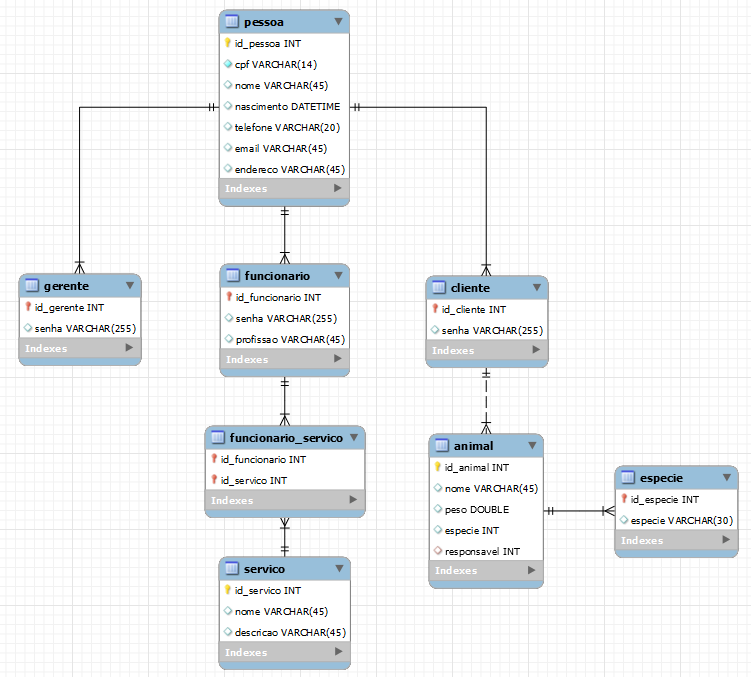 pessoa
id_pessoa INT
cpf VARCHAR(14)
nome VARCHAR(45)
nascimento DATETIME
telefone VARCHAR(20)
email VARCHAR(45)
endereco VARCHAR(45)
Indexes
gerente
id_gerente INT
senha VARCHAR(255)
Indexes
funcionario
id_funcionario INT
senha VARCHAR(255)
profissao VARCHAR(45)
Indexes
cliente
id_cliente INT
senha VARCHAR(255)
Indexes
funcionario_servico
id_funcionario INT
id_servico INT
Indexes
animal
id_animal INT
nome VARCHAR(45)
peso DOUBLE
especie INT
responsavel INT
Indexes
especie
id_especie INT
especie VARCHAR(30)
Indexes
servico
id_servico INT
nome VARCHAR(45)
descricao VARCHAR(45)
Indexes